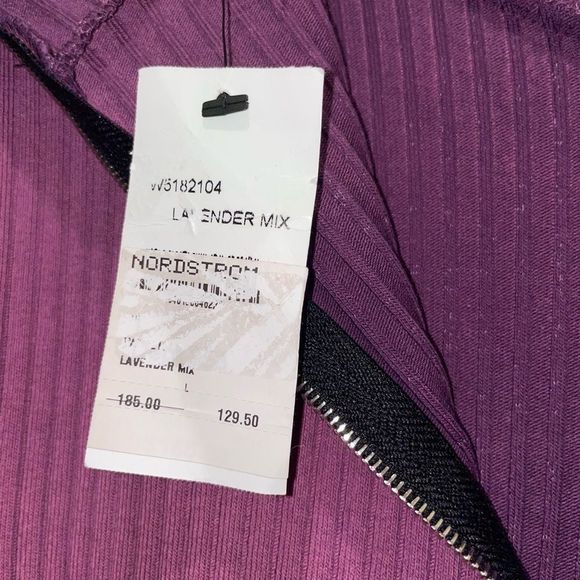 W5182104
LAVENDER MIX
NORDSTROM
LAVENDER MIX
L
185.00 129.50